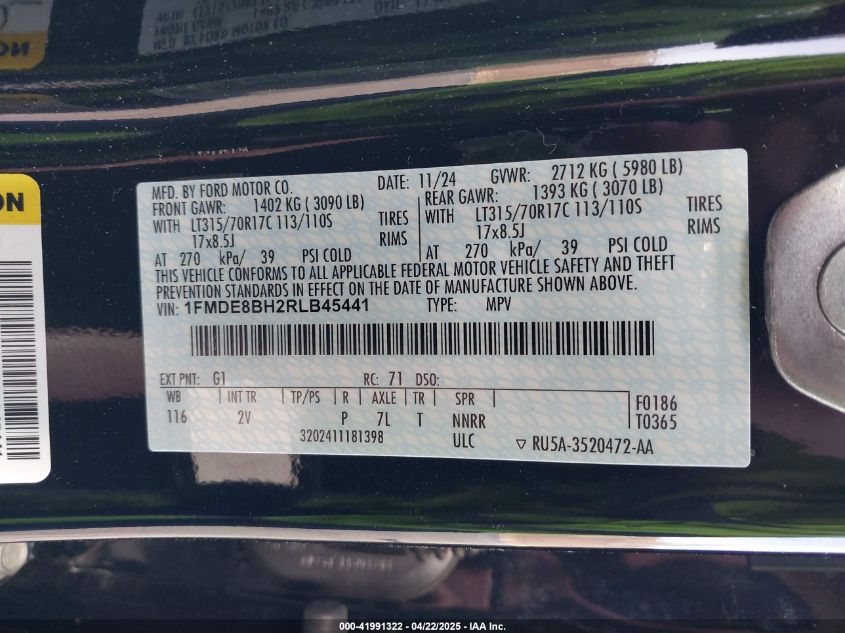 MFD. BY FORD MOTOR CO. DATE: 11/24 GVWR: 2712 KG ( 5980 LB)
FRONT GAWR: 1402 KG ( 3090 LB) REAR GAWR: 1393 KG ( 3070 LB)
WITH LT315/70R17C 113/110S TIRES WITH LT315/70R17C 113/110S TIRES
17x8.5J RIMS 17x8.5J RIMS
AT 270 kPa/ 39 PSI COLD AT 270 kPa/ 39 PSI COLD
THIS VEHICLE CONFORMS TO ALL APPLICABLE FEDERAL MOTOR VEHICLE SAFETY AND THEFT
PREVENTION STANDARDS IN EFFECT ON THE DATE OF MANUFACTURE SHOWN ABOVE.
VIN: 1FMDE8BH2RLB45441 TYPE: MPV
EXT PNT: G1 RC: 71 DSO:
WB INT TR TP/PS R AXLE TR SPR F0186
116 2V P 7L T NNRR T0365
3202411181398 ULC ▽ RU5A-3520472-AA
000-41991322 - 04/22/2025 - IAA Inc.